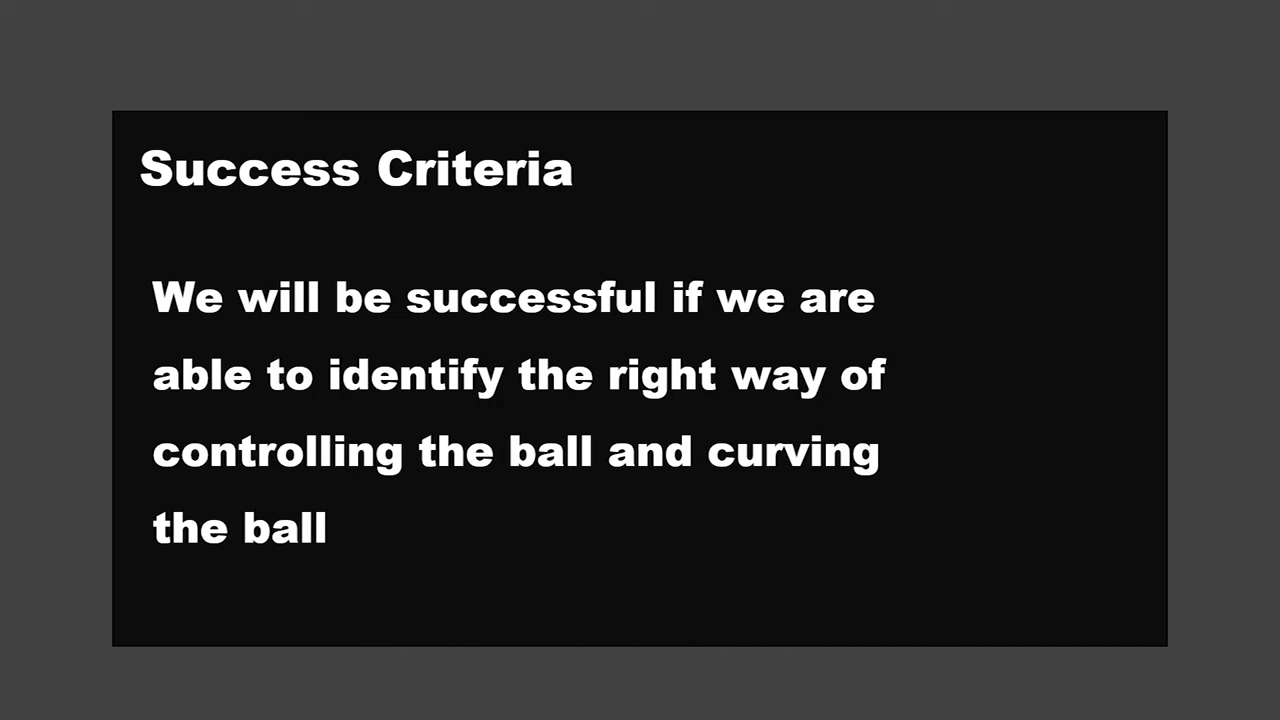 Success Criteria
We will be successful if we are
able to identify the right way of
controlling the ball and curving
the ball